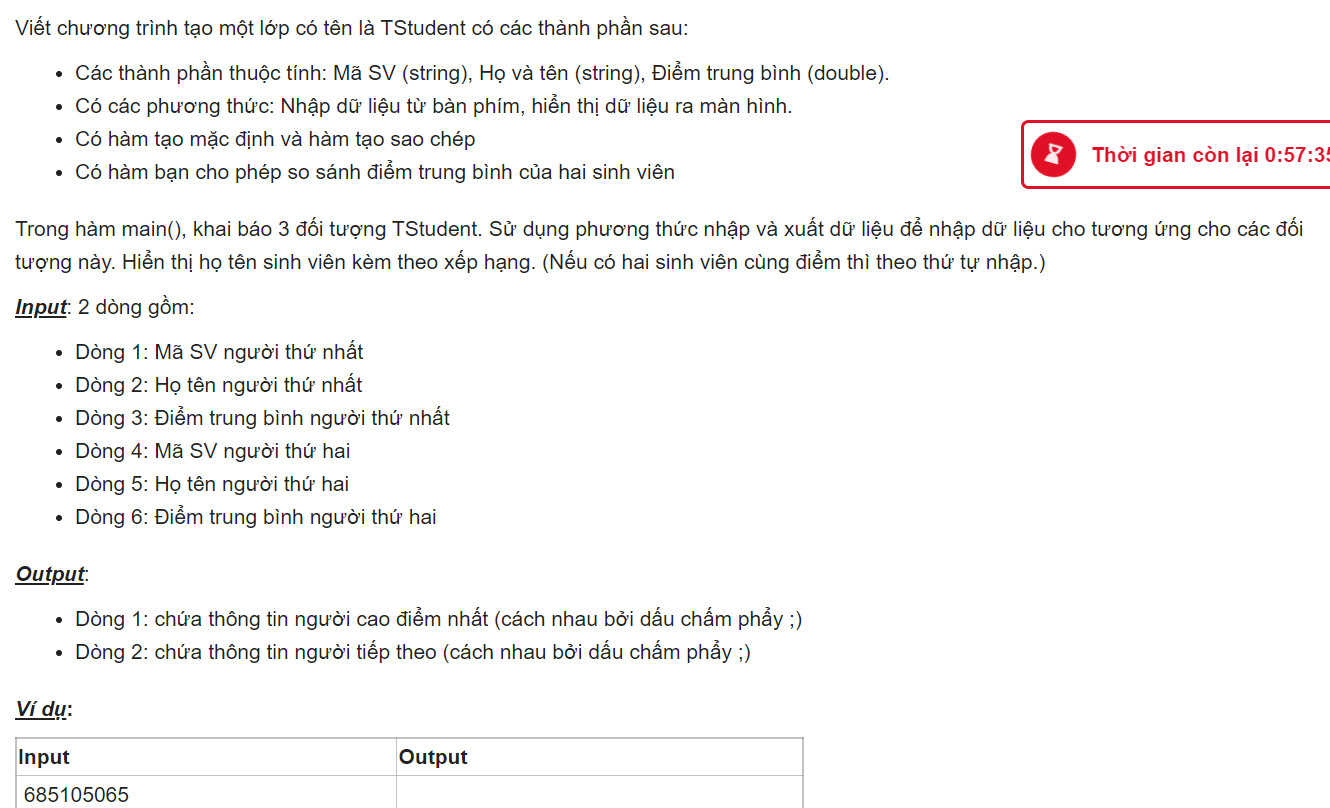 Viết chương trình tạo một lớp có tên là TStudent có các thành phần sau:
• Các thành phần thuộc tính: Mã SV (string), Họ và tên (string), Điểm trung bình (double).
• Có các phương thức: Nhập dữ liệu từ bàn phím, hiển thị dữ liệu ra màn hình.
• Có hàm tạo mặc định và hàm tạo sao chép
• Có hàm bạn cho phép so sánh điểm trung bình của hai sinh viên
Thời gian còn lại 0:57:35
Trong hàm main(), khai báo 3 đối tượng TStudent. Sử dụng phương thức nhập và xuất dữ liệu để nhập dữ liệu cho tương ứng cho các đối
tượng này. Hiển thị họ tên sinh viên kèm theo xếp hạng. (Nếu có hai sinh viên cùng điểm thì theo thứ tự nhập.)
Input: 2 dòng gồm:
• Dòng 1: Mã SV người thứ nhất
• Dòng 2: Họ tên người thứ nhất
• Dòng 3: Điểm trung bình người thứ nhất
• Dòng 4: Mã SV người thứ hai
• Dòng 5: Họ tên người thứ hai
• Dòng 6: Điểm trung bình người thứ hai
Output:
• Dòng 1: chứa thông tin người cao điểm nhất (cách nhau bởi dấu chấm phẩy ;)
• Dòng 2: chứa thông tin người tiếp theo (cách nhau bởi dấu chấm phẩy ;)
Ví dụ:
Input Output
685105065